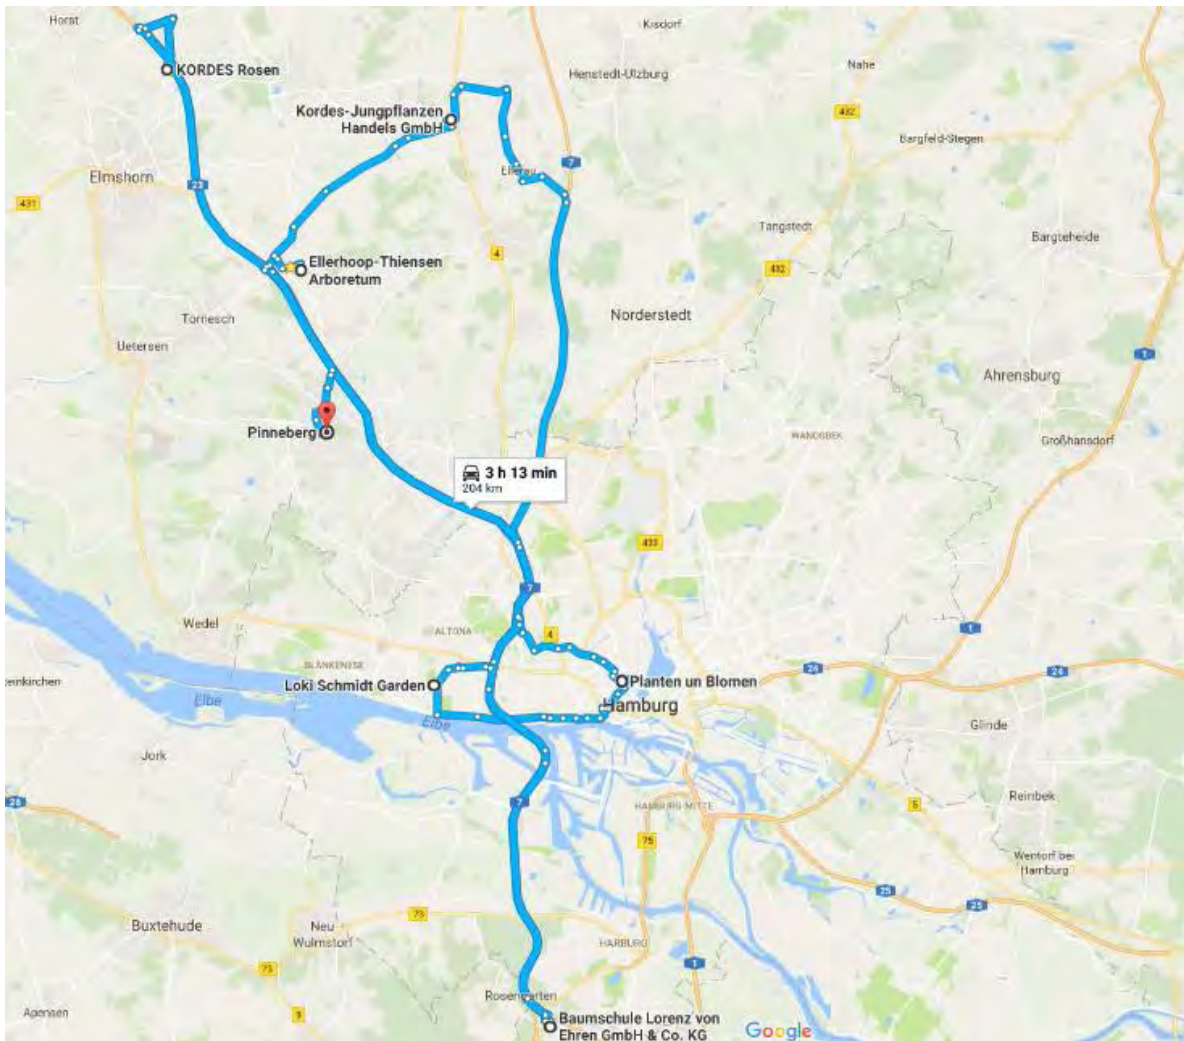 Horst
Kisdorf
KORDES Rosen
Henstedt-Ulzburg
Nahe
Kordes-Jungpflanzen
Handels GmbH
432
Bargfeld-Stegen
7
Ellerau
Elmshorn
23
431
Tangstedt
Bargteheide
4
Ellerhoop-Thiensen
Arboretum
432
Tornesch
Norderstedt
Uetersen
1
Ahrensburg
Pinneberg
WANDSBEK
Großhansdorf
3 h 13 min
204 km
433
7
Wedel
ALTONA
4
1
BLANKENESE
26
24
Loki Schmidt Garden
Planten un Blomen
Elbe
Hamburg
Elbe
Glinde
Jork
26
7
HAMBURG-MITTE
5
Reinbek
75
Wentorf bei
Hamburg
25
25
Buxtehude
73
Neu
Wulmstorf
HARBURG
73
1
Rosengarten
3
Apensen
Baumschule Lorenz von
Ehren GmbH & Co. KG
Google